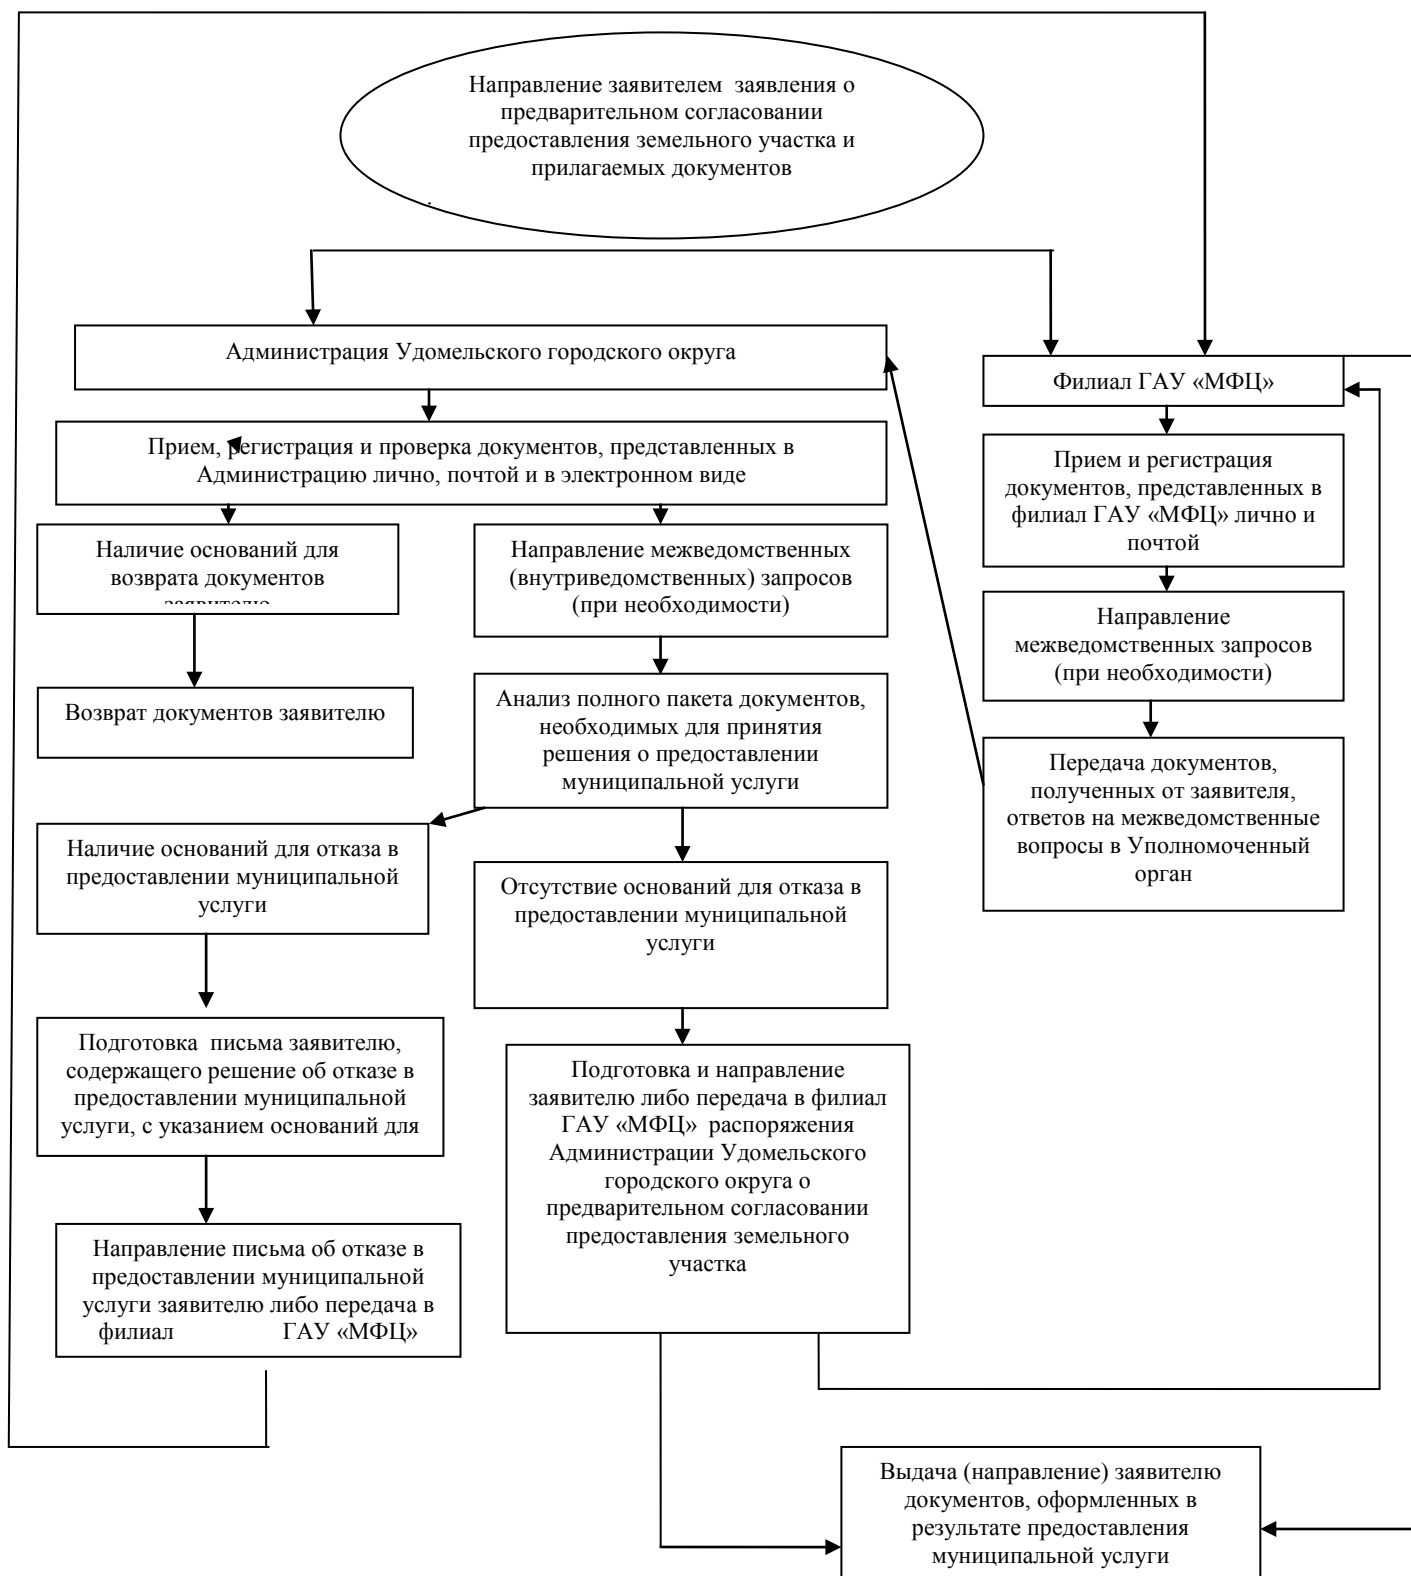 Направление заявителем заявления о
предварительном согласовании
предоставления земельного участка и
прилагаемых документов
.
Администрация Удомельского городского округа
Филиал ГАУ «МФЦ»
Прием, регистрация и проверка документов, представленных в
Администрацию лично, почтой и в электронном виде
Прием и регистрация
документов, представленных в
филиал ГАУ «МФЦ» лично и
почтой
Наличие оснований для
возврата документов
заявителю
Направление межведомственных
(внутриведомственных) запросов
(при необходимости)
Направление
межведомственных запросов
(при необходимости)
Возврат документов заявителю
Анализ полного пакета документов,
необходимых для принятия
решения о предоставлении
муниципальной услуги
Передача документов,
полученных от заявителя,
ответов на межведомственные
вопросы в Уполномоченный
орган
Наличие оснований для отказа в
предоставлении муниципальной
услуги
Отсутствие оснований для отказа в
предоставлении муниципальной
услуги
Подготовка письма заявителю,
содержащего решение об отказе в
предоставлении муниципальной
услуги, с указанием оснований для
Подготовка и направление
заявителю либо передача в филиал
ГАУ «МФЦ» распоряжения
Администрации Удомельского
городского округа о
предварительном согласовании
предоставления земельного
участка
Направление письма об отказе в
предоставлении муниципальной
услуги заявителю либо передача в
филиал ГАУ «МФЦ»
Выдача (направление) заявителю
документов, оформленных в
результате предоставления
муниципальной услуги